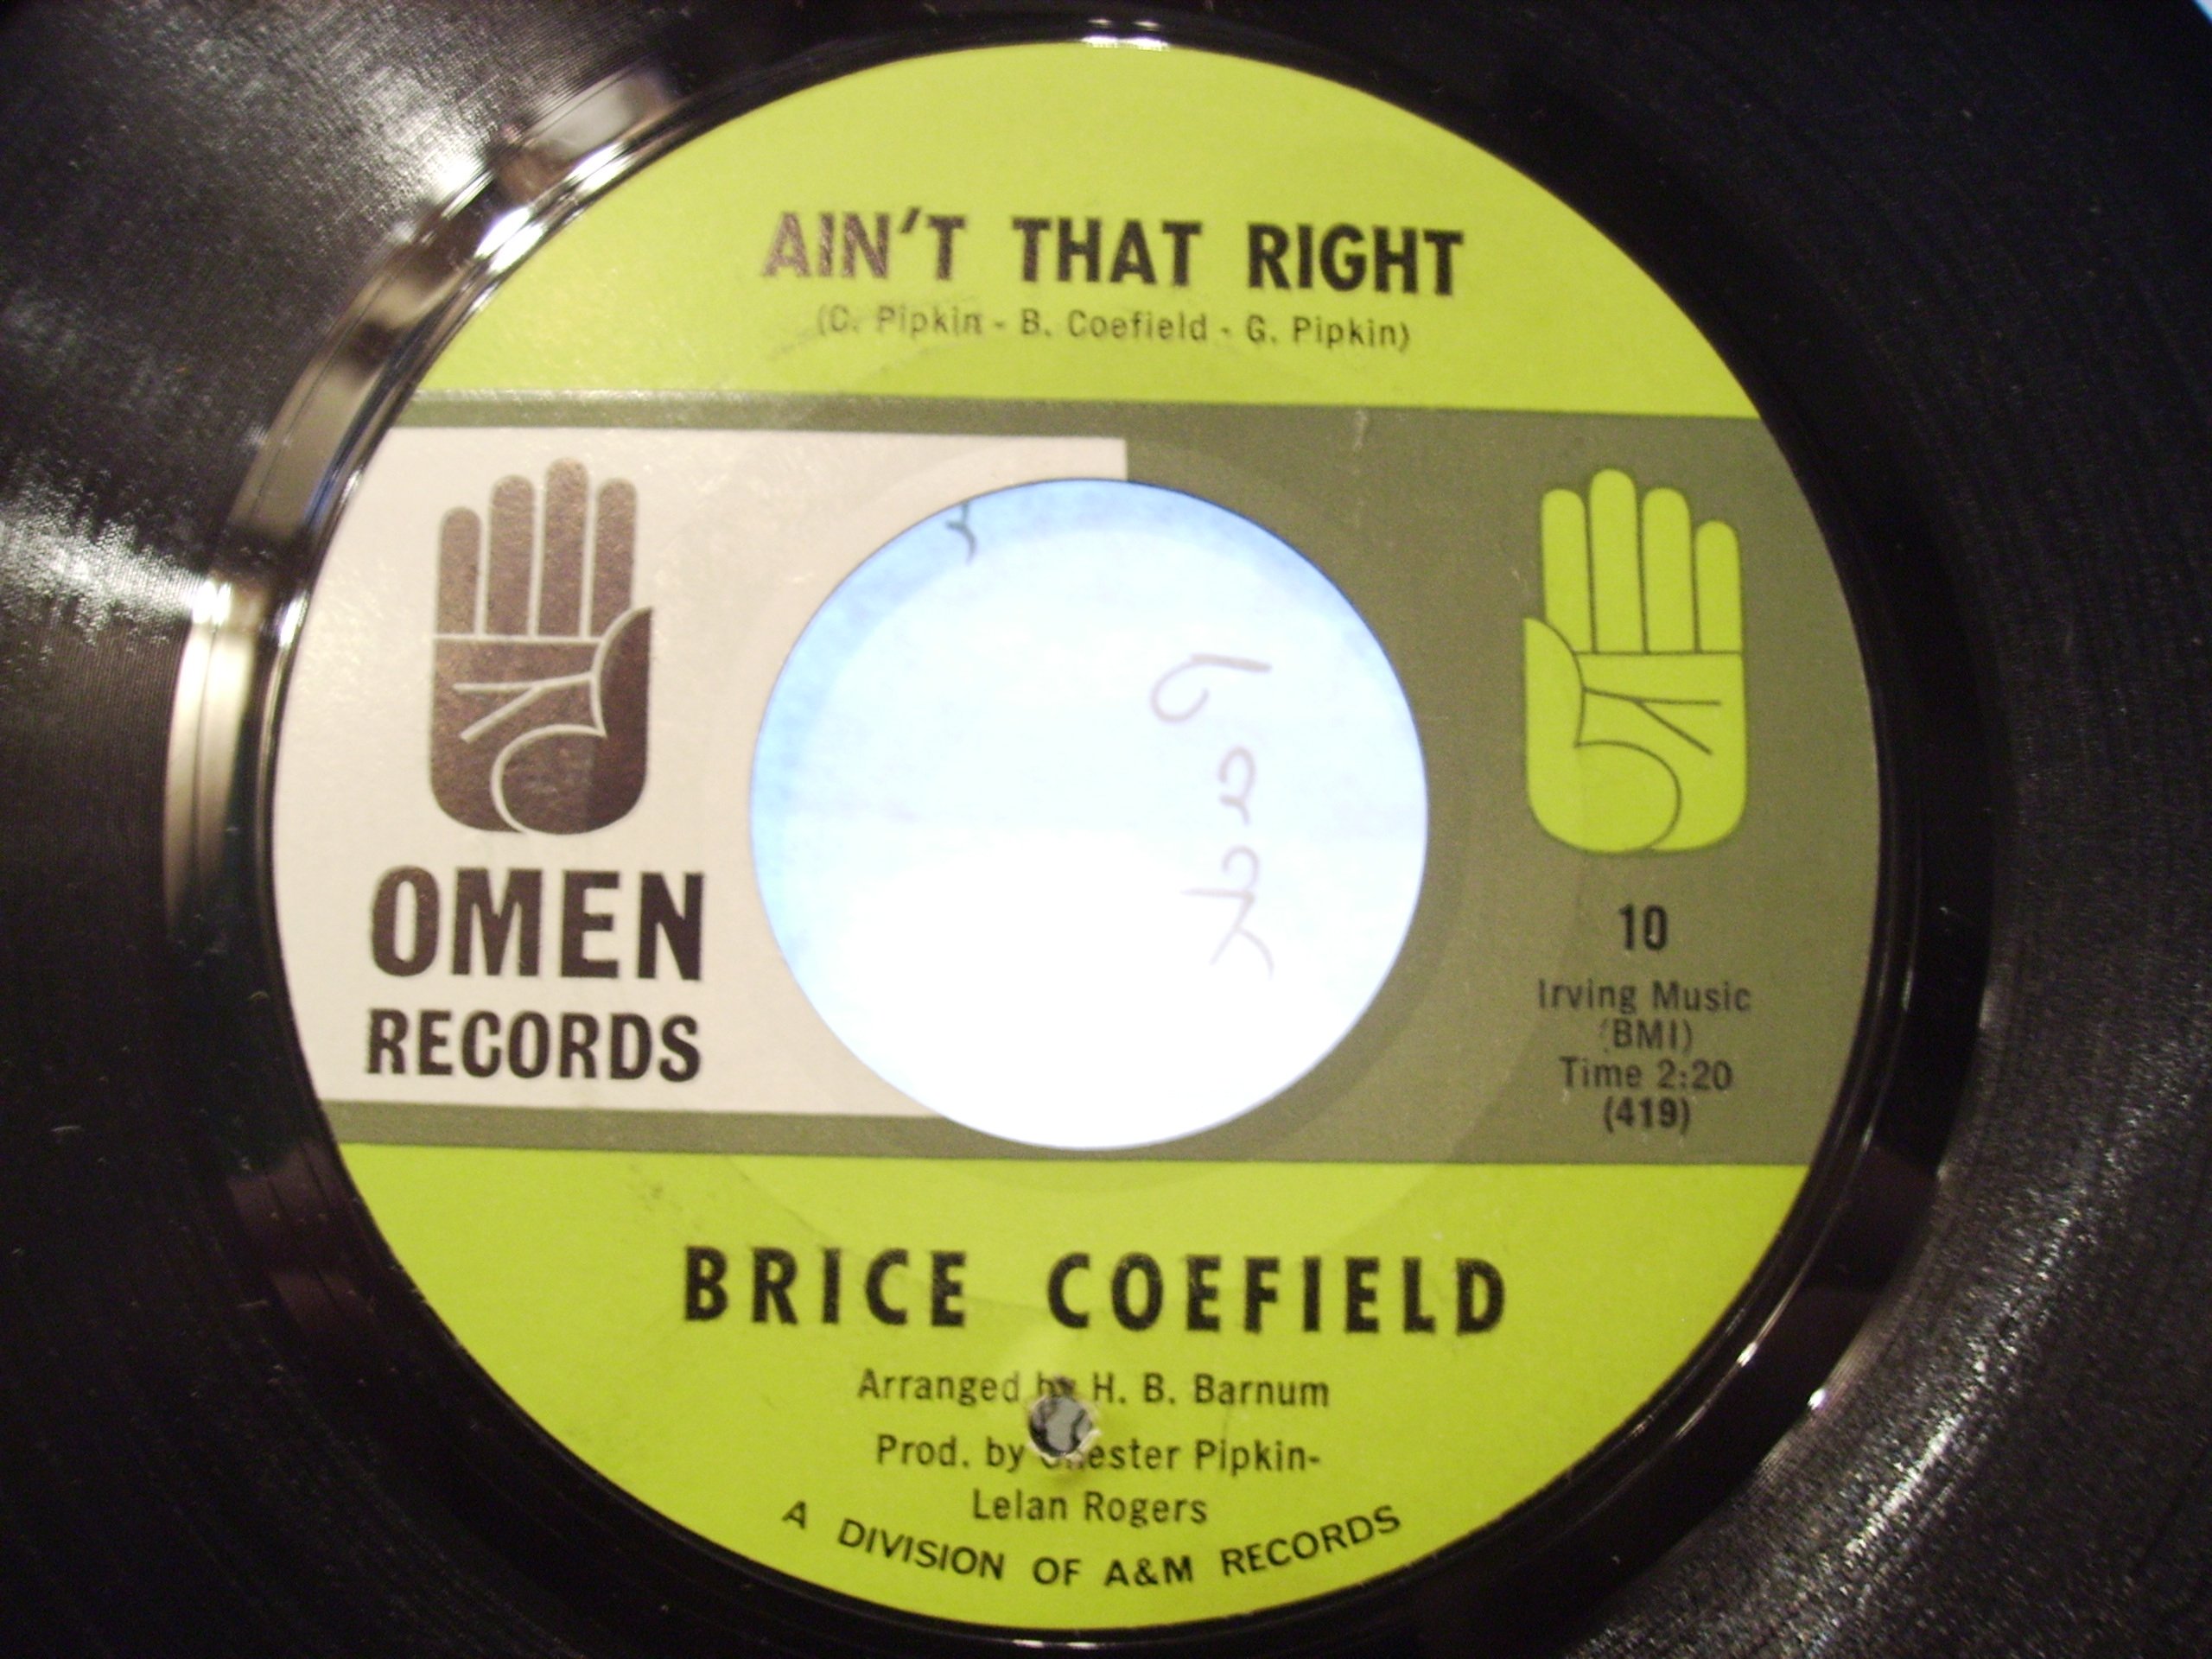 AIN'T THAT RIGHT
(C. Pipkin - B. Coefield - G. Pipkin)
OMEN
RECORDS
10
Irving Music
(BMI)
Time 2:20
(419)
BRICE COEFIELD
Arranged by H. B. Barnum
Prod. by Chester Pipkin-
Lelan Rogers
A DIVISION OF A&M RECORDS